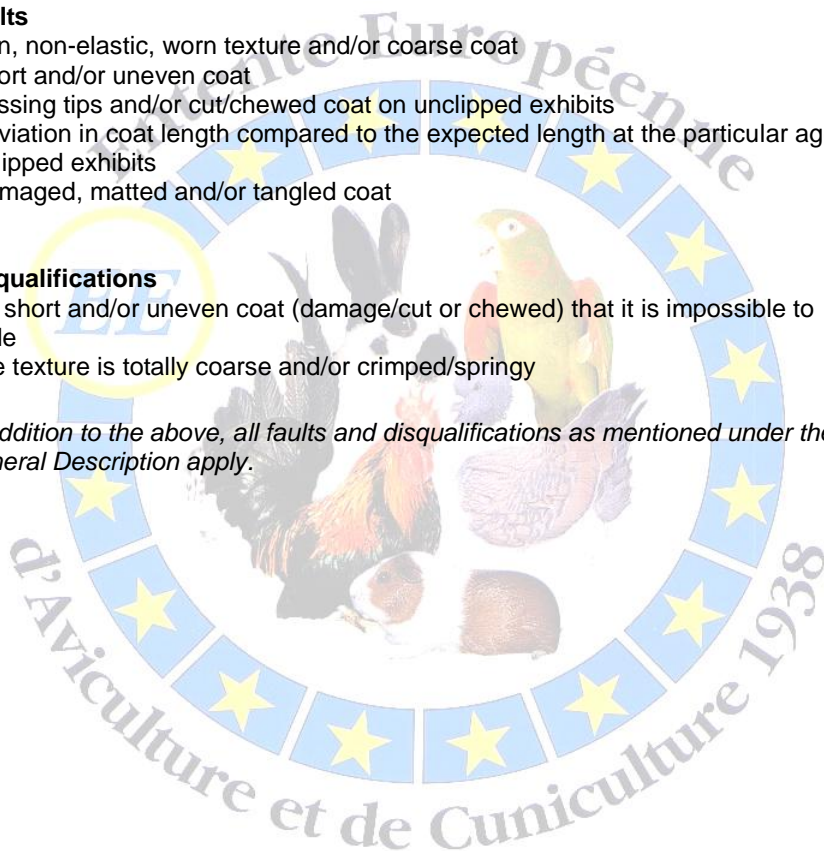 lts
n, non-elastic, worn texture and/or coarse coat
ort and/or uneven coat
ssing tips and/or cut/chewed coat on unclipped exhibits
viation in coat length compared to the expected length at the particular ag
ipped exhibits
maged, matted and/or tangled coat
qualifications
short and/or uneven coat (damage/cut or chewed) that it is impossible to
le
e texture is totally coarse and/or crimped/springy
ddition to the above, all faults and disqualifications as mentioned under the
neral Description apply.
Entente Européenne
EE
d'Aviculture et de Cuniculture 1938